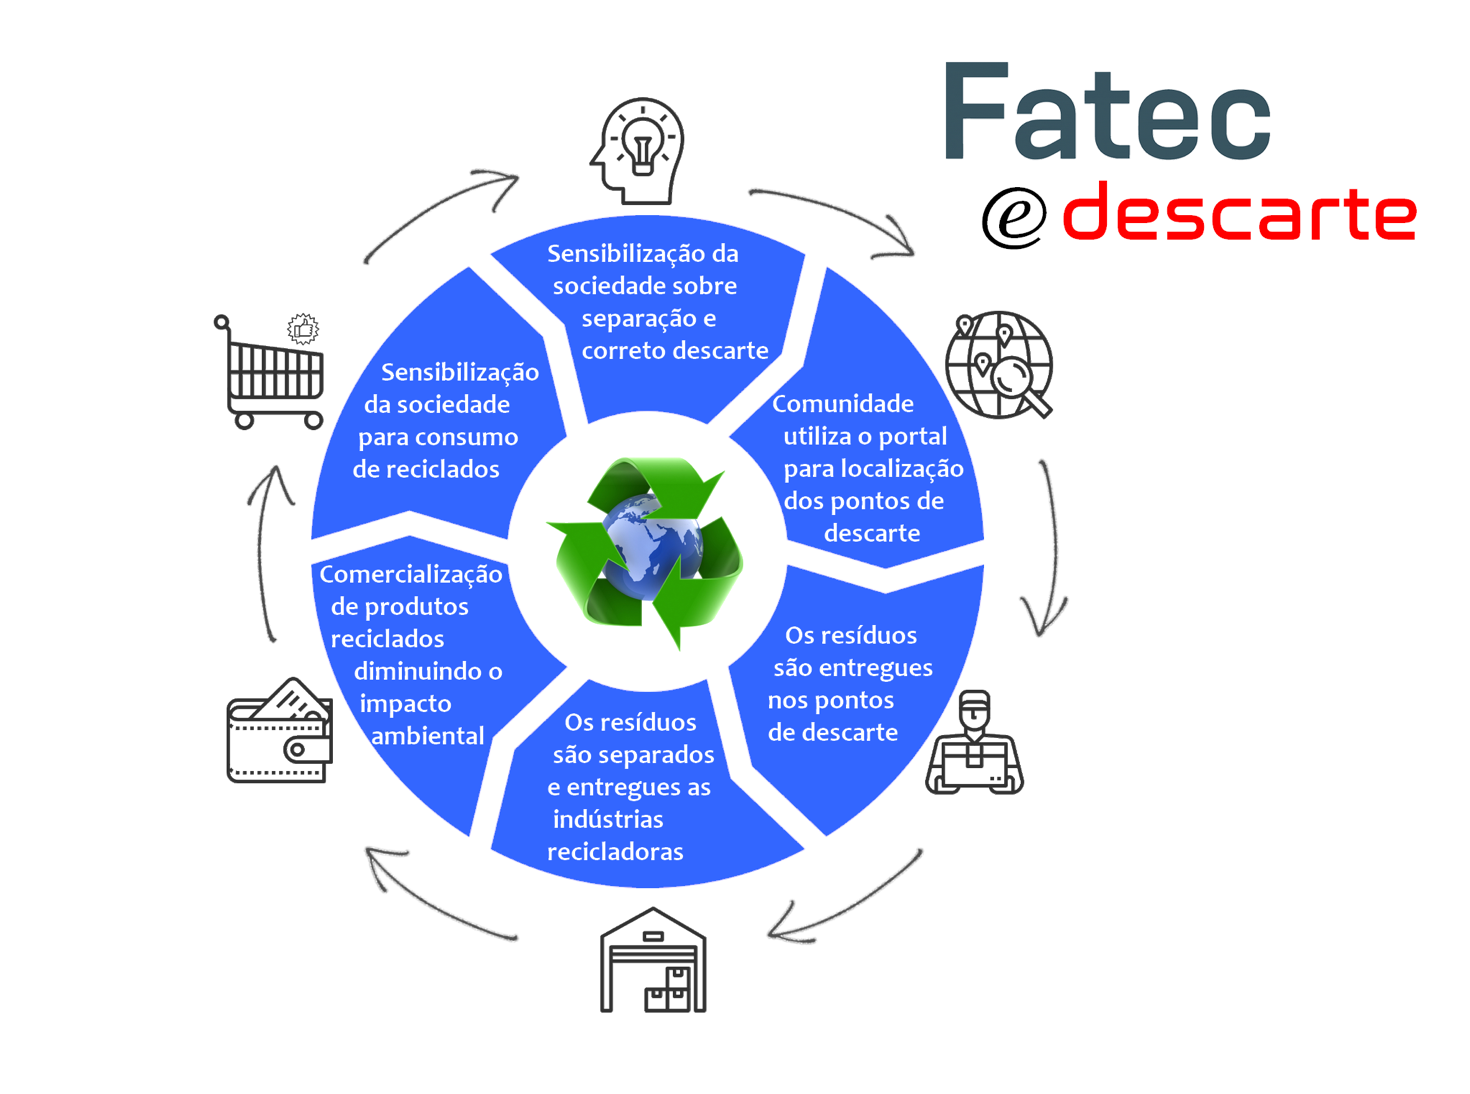 Fatec
e descarte
Sensibilização da
sociedade sobre
separação e
correto descarte
Comunidade
utiliza o portal
para localização
dos pontos de
descarte
Os resíduos
são entregues
nos pontos
de descarte
Os resíduos
são separados
e entregues as
indústrias
recicladoras
Comercialização
de produtos
reciclados
diminuindo o
impacto
ambiental
Sensibilização
da sociedade
para consumo
de reciclados